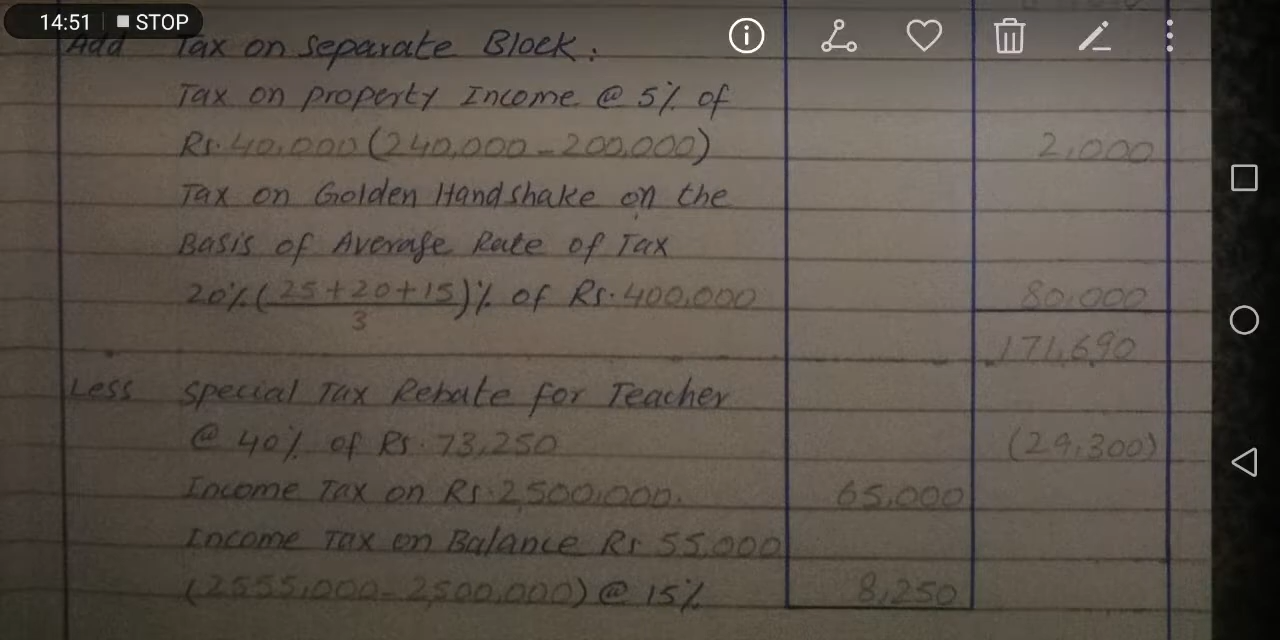 14:51 STOP
Add Tax on Separate Block:
Tax on property Income @ 5% of
Rs. 40,000 (240,000 - 200,000) 2,000
Tax on Golden Handshake on the
Basis of Average Rate of Tax
20% (25+20+15)% of Rs. 400,000 80,000
3
171,690
Less Special Tax Rebate for Teacher
@ 40% of Rs. 73,250 (29,300)
Income Tax on Rs. 2,500,000. 65,000
Income Tax on Balance Rs 55,000
(2555,000 - 2,500,000) @ 15% 8,250